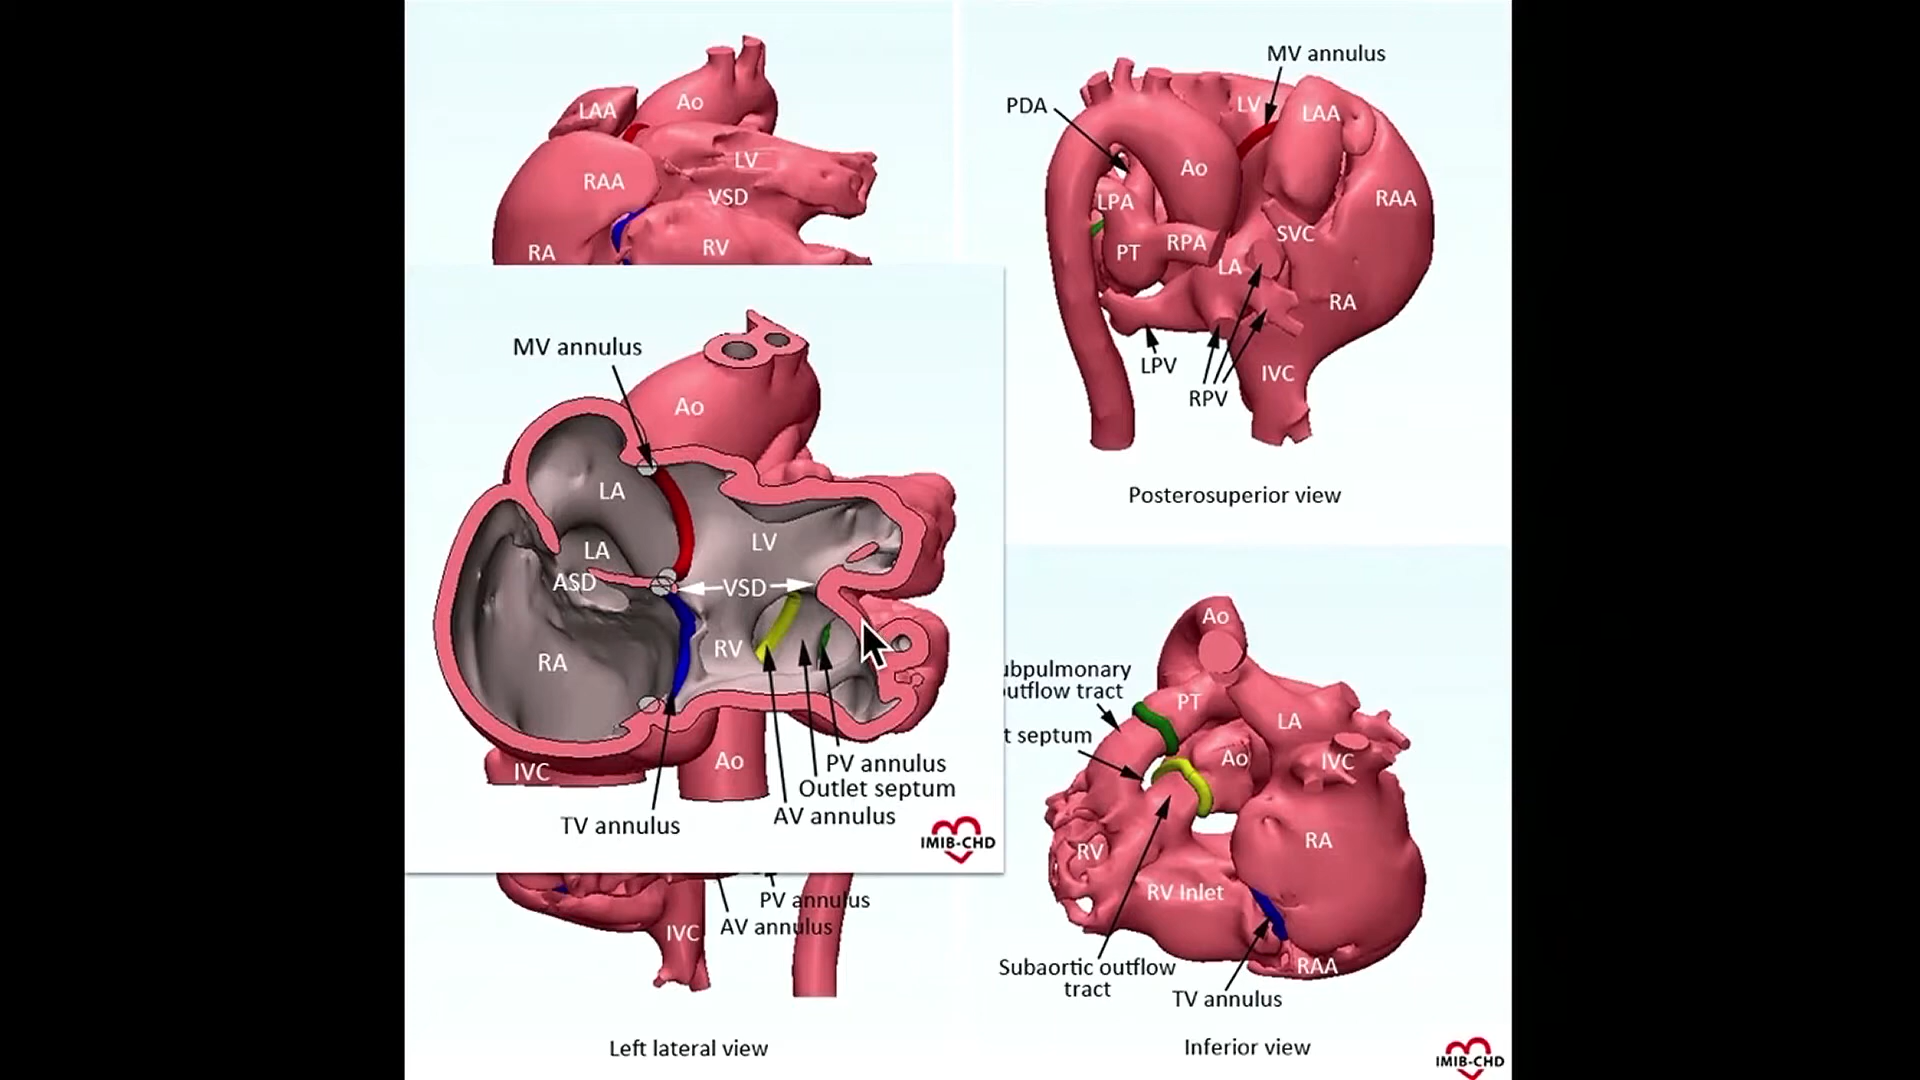 LAA
Ao
LV
RAA
VSD
RA
RV
MV annulus
PDA
LV
LAA
Ao
RAA
LPA
SVC
PT
RPA
LA
RA
LPV
IVC
RPV
Posterosuperior view
MV annulus
Ao
LA
LV
LA
ASD
VSD
RV
RA
Ao
IVC
PV annulus
Outlet septum
AV annulus
TV annulus
IMIB-CHD
PV annulus
AV annulus
IVC
Left lateral view
Ao
ubpulmonary
utflow tract
PT
LA
t septum
Ao
IVC
RV
RA
RV Inlet
Subaortic outflow
tract
RAA
TV annulus
Inferior view
IMIB-CHD